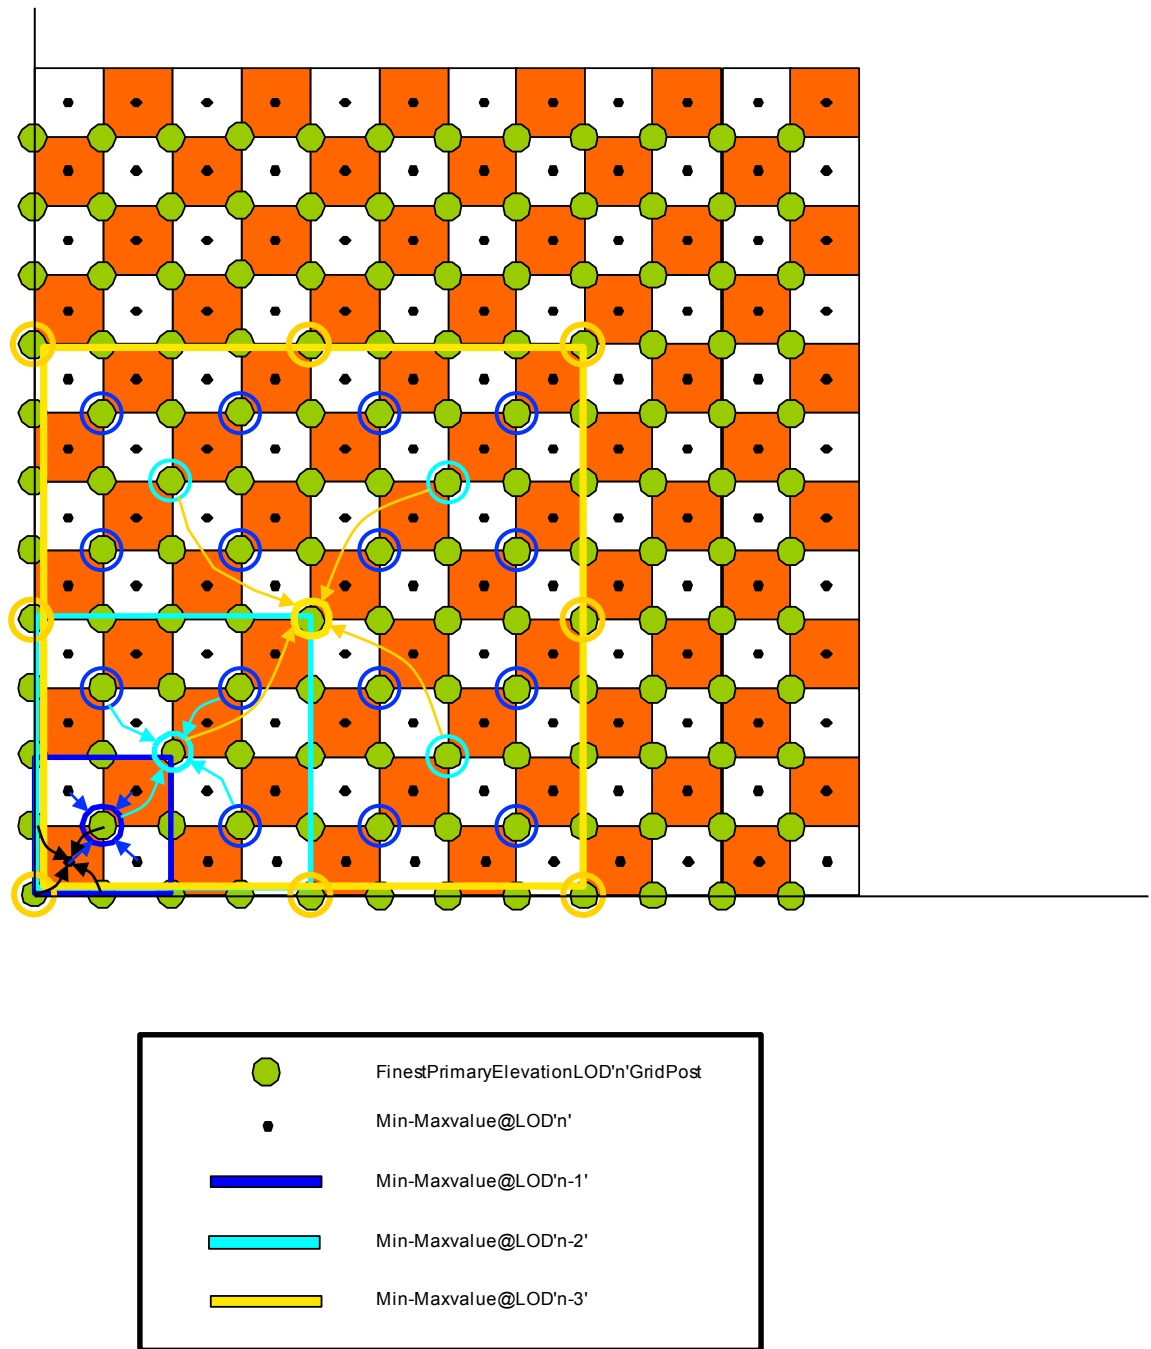 FinestPrimaryElevationLOD'n'GridPost
Min-Maxvalue@LOD'n'
Min-Maxvalue@LOD'n-1'
Min-Maxvalue@LOD'n-2'
Min-Maxvalue@LOD'n-3'